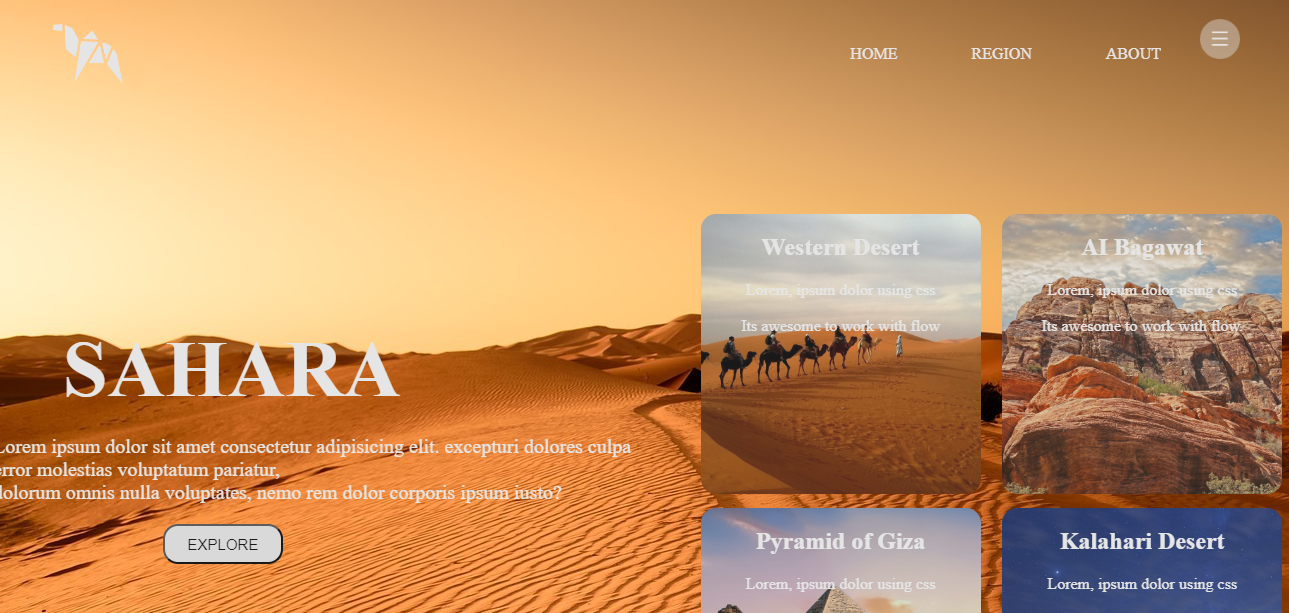 HOME
REGION
ABOUT
Western Desert
Lorem, ipsum dolor using css
Its awesome to work with flow
AI Bagawat
Lorem, ipsum dolor using css
Its awesome to work with flow.
SAHARA
Lorem ipsum dolor sit amet consectetur adipisicing elit. excepturi dolores culpa
error molestias voluptatum pariatur,
dolorum omnis nulla voluptates, nemo rem dolor corporis ipsum iusto?
EXPLORE
Pyramid of Giza
Lorem, ipsum dolor using css
Kalahari Desert
Lorem, ipsum dolor using css